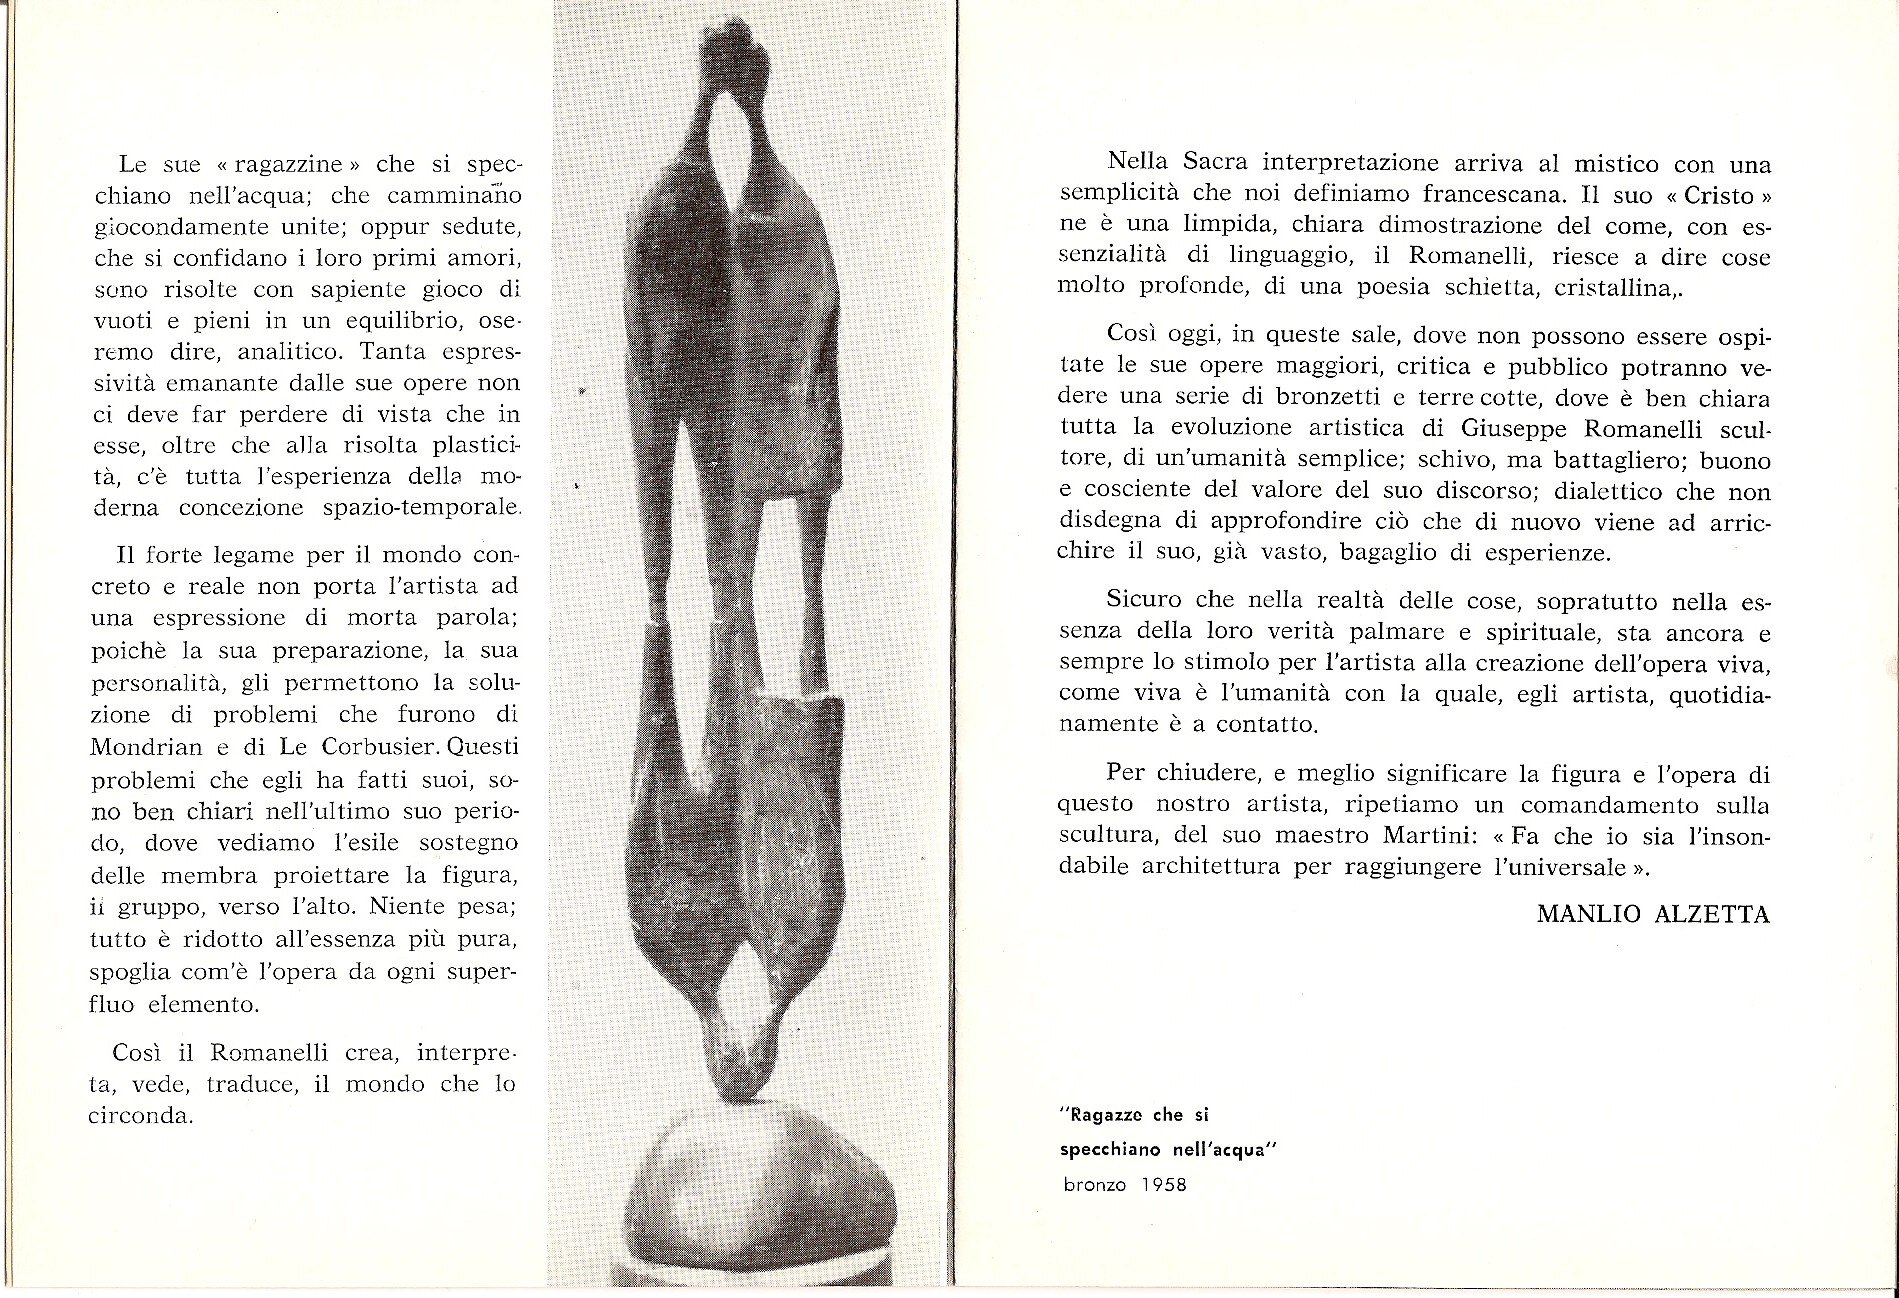 Le sue « ragazzine » che si spec-
chiano nell'acqua; che camminano
giocondamente unite; oppur sedute,
che si confidano i loro primi amori,
sono risolte con sapiente gioco di
vuoti e pieni in un equilibrio, ose-
remo dire, analitico. Tanta espres-
sività emanante dalle sue opere non
ci deve far perdere di vista che in
esse, oltre che alla risolta plastici-
tà, c'è tutta l'esperienza della mo-
derna concezione spazio-temporale.
Il forte legame per il mondo con-
creto e reale non porta l'artista ad
una espressione di morta parola;
poichè la sua preparazione, la sua
personalità, gli permettono la solu-
zione di problemi che furono di
Mondrian e di Le Corbusier. Questi
problemi che egli ha fatti suoi, so-
no ben chiari nell'ultimo suo perio-
do, dove vediamo l'esile sostegno
delle membra proiettare la figura,
il gruppo, verso l'alto. Niente pesa;
tutto è ridotto all'essenza più pura,
spoglia com'è l'opera da ogni super-
fluo elemento.
Così il Romanelli crea, interpre-
ta, vede, traduce, il mondo che lo
circonda.
Nella Sacra interpretazione arriva al mistico con una
semplicità che noi definiamo francescana. Il suo « Cristo »
ne è una limpida, chiara dimostrazione del come, con es-
senzialità di linguaggio, il Romanelli, riesce a dire cose
molto profonde, di una poesia schietta, cristallina,.
Così oggi, in queste sale, dove non possono essere ospi-
tate le sue opere maggiori, critica e pubblico potranno ve-
dere una serie di bronzetti e terre cotte, dove è ben chiara
tutta la evoluzione artistica di Giuseppe Romanelli scul-
tore, di un'umanità semplice; schivo, ma battagliero; buono
e cosciente del valore del suo discorso; dialettico che non
disdegna di approfondire ciò che di nuovo viene ad arric-
chire il suo, già vasto, bagaglio di esperienze.
Sicuro che nella realtà delle cose, sopratutto nella es-
senza della loro verità palmare e spirituale, sta ancora e
sempre lo stimolo per l'artista alla creazione dell'opera viva,
come viva è l'umanità con la quale, egli artista, quotidia-
namente è a contatto.
Per chiudere, e meglio significare la figura e l'opera di
questo nostro artista, ripetiamo un comandamento sulla
scultura, del suo maestro Martini: « Fa che io sia l'inson-
dabile architettura per raggiungere l'universale ».
MANLIO ALZETTA
"Ragazze che si
specchiano nell'acqua"
bronzo 1958